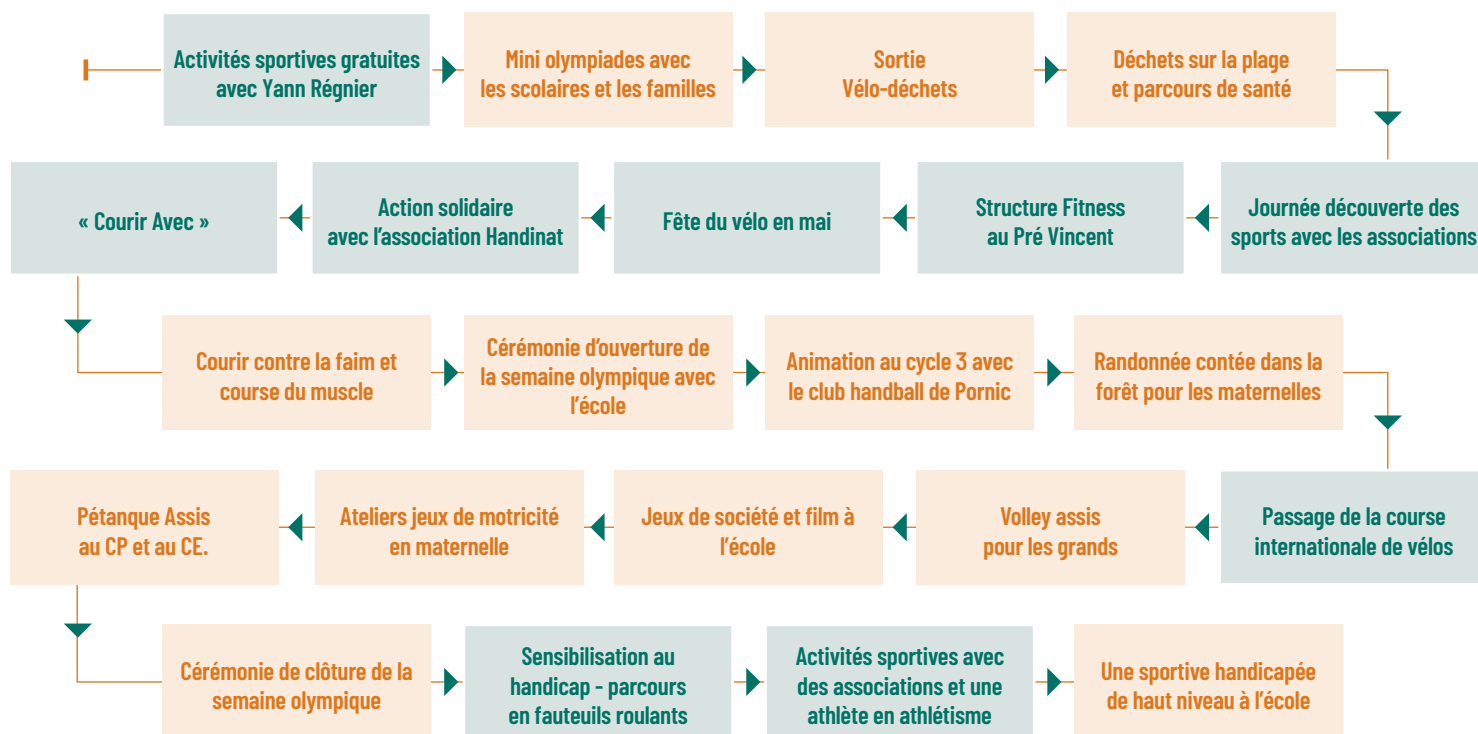 Activités sportives gratuites
avec Yann Régnier
Mini olympiades avec
les scolaires et les familles
Sortie
Vélo-déchets
Déchets sur la plage
et parcours de santé
Journée découverte des
sports avec les associations
Structure Fitness
au Pré Vincent
Fête du vélo en mai
Action solidaire
avec l'association Handinat
« Courir Avec »
Courir contre la faim et
course du muscle
Cérémonie d'ouverture de
la semaine olympique avec
l'école
Animation au cycle 3 avec
le club handball de Pornic
Randonnée contée dans la
forêt pour les maternelles
Passage de la course
internationale de vélos
Volley assis
pour les grands
Jeux de société et film à
l'école
Ateliers jeux de motricité
en maternelle
Pétanque Assis
au CP et au CE.
Cérémonie de clôture de la
semaine olympique
Sensibilisation au
handicap - parcours
en fauteuils roulants
Activités sportives avec
des associations et une
athlète en athlétisme
Une sportive handicapée
de haut niveau à l'école